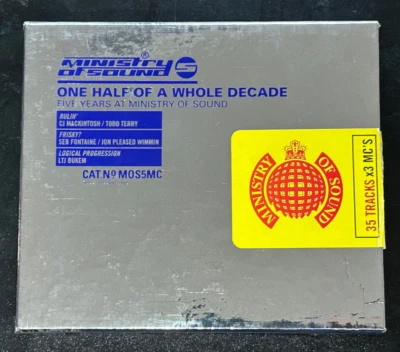 MINISTRY
OF SOUND
®
S
ONE HALF OF A WHOLE DECADE
FIVE YEARS AT MINISTRY OF SOUND
RULIN'
CJ MACKINTOSH / TODD TERRY
FRISKY?
SEB FONTAINE / JON PLEASED WIMMIN
LOGICAL PROGRESSION
LTJ BUKEM
CAT.Nº MOS5MC
MINISTRY OF SOUND
35 TRACKS x3 MC'S